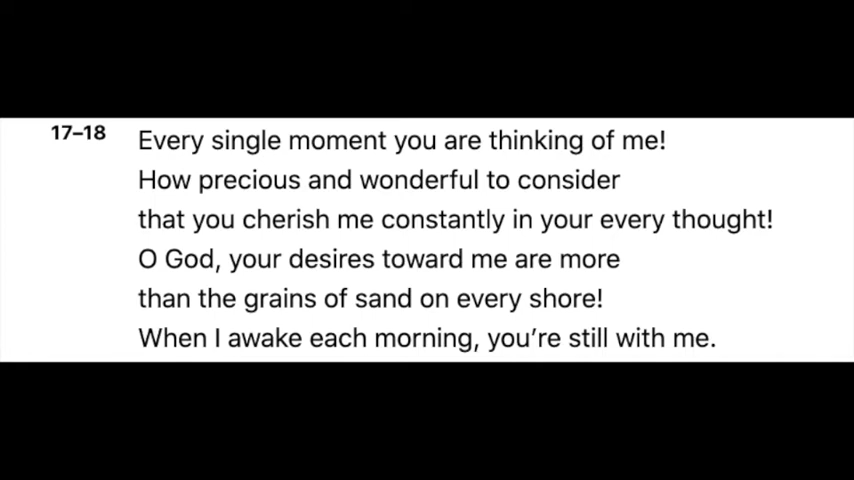 17–18 Every single moment you are thinking of me!
How precious and wonderful to consider
that you cherish me constantly in your every thought!
O God, your desires toward me are more
than the grains of sand on every shore!
When I awake each morning, you’re still with me.